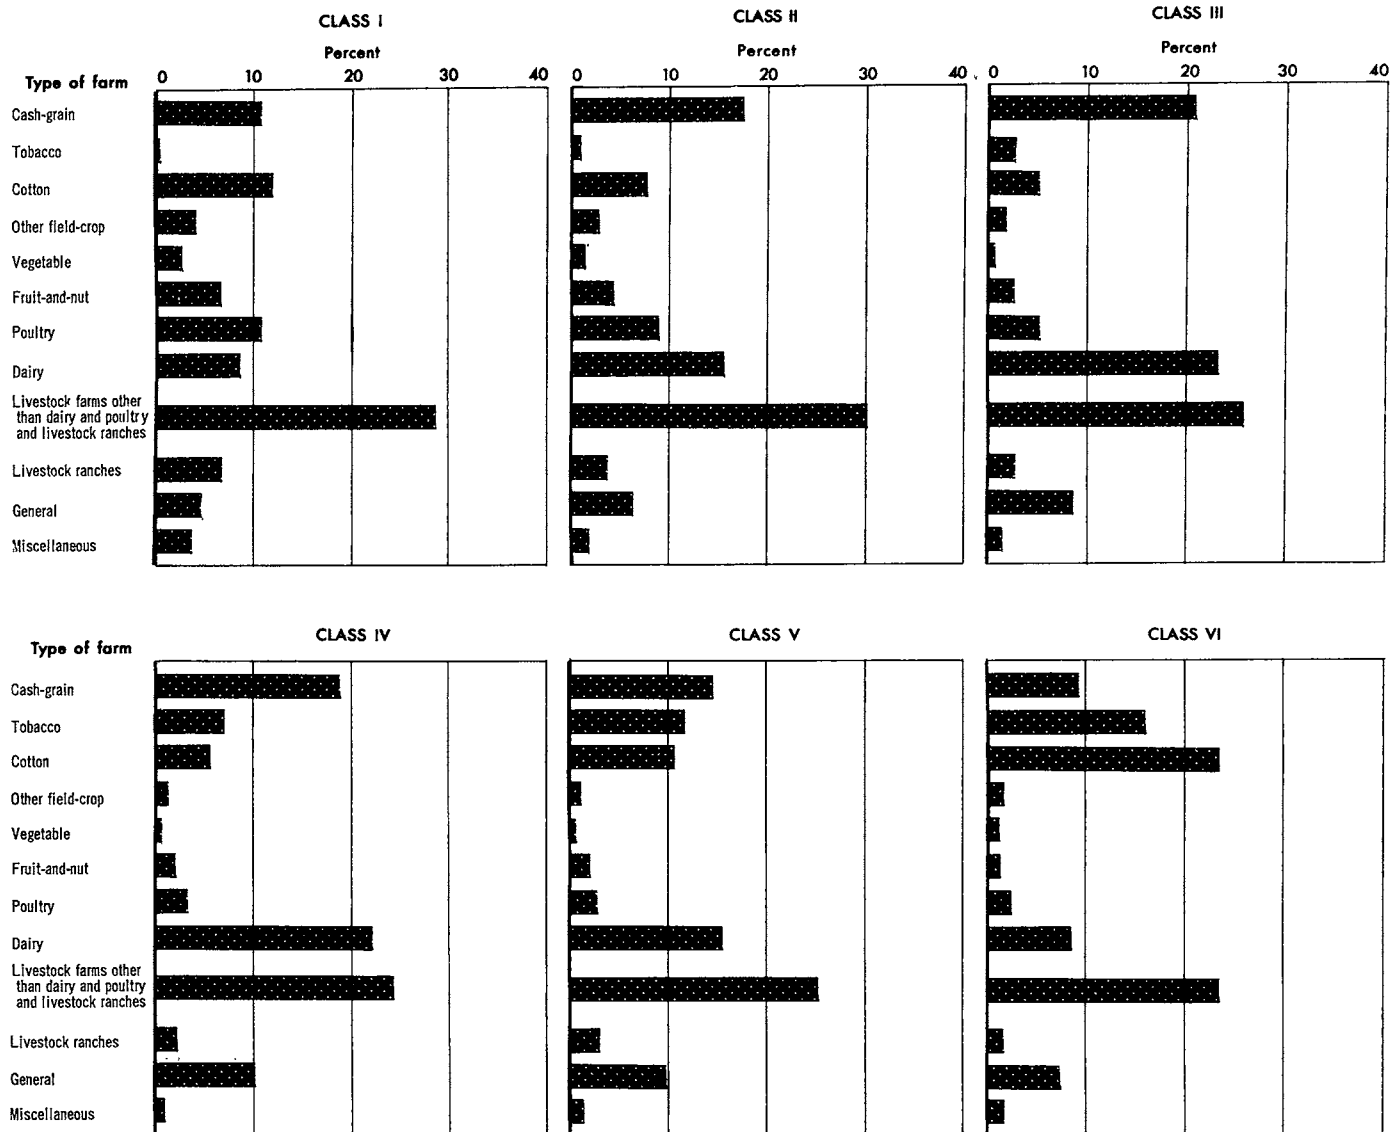 CLASS I
CLASS II
CLASS III
Percent
Percent
Percent
Type of farm
0 10 20 30 40
0 10 20 30 40
0 10 20 30 40
Cash-grain
Tobacco
Cotton
Other field-crop
Vegetable
Fruit-and-nut
Poultry
Dairy
Livestock farms other
than dairy and poultry
and livestock ranches
Livestock ranches
General
Miscellaneous
Type of farm
CLASS IV
CLASS V
CLASS VI
Cash-grain
Tobacco
Cotton
Other field-crop
Vegetable
Fruit-and-nut
Poultry
Dairy
Livestock farms other
than dairy and poultry
and livestock ranches
Livestock ranches
General
Miscellaneous